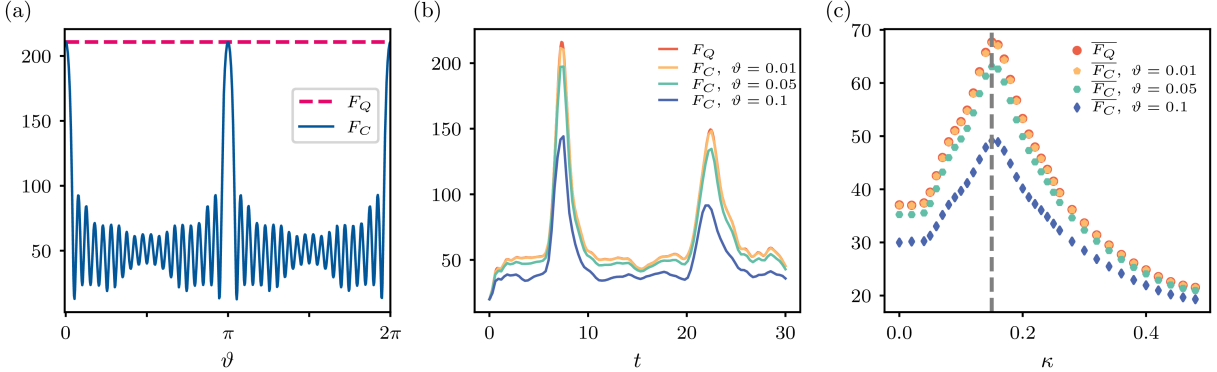 (a)
200
150
100
50
0
π
2π
ϑ
F_Q
F_C
(b)
200
150
100
50
0
10
20
30
t
F_Q
F_C, ϑ = 0.01
F_C, ϑ = 0.05
F_C, ϑ = 0.1
(c)
70
60
50
40
30
20
0.0
0.2
0.4
κ
\overline{F_Q}
\overline{F_C}, ϑ = 0.01
\overline{F_C}, ϑ = 0.05
\overline{F_C}, ϑ = 0.1